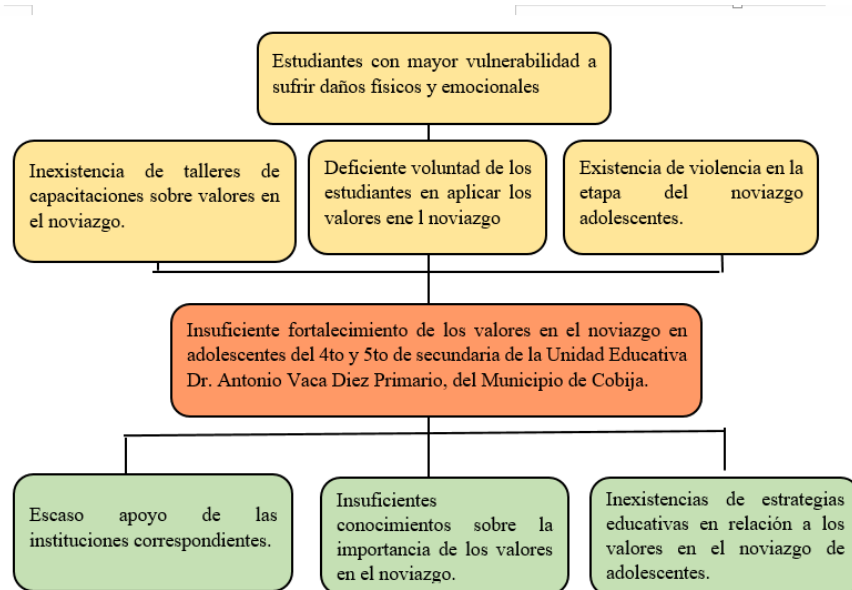 Estudiantes con mayor vulnerabilidad a
sufrir daños físicos y emocionales
Inexistencia de talleres de
capacitaciones sobre valores en
el noviazgo.
Deficiente voluntad de los
estudiantes en aplicar los
valores ene l noviazgo
Existencia de violencia en la
etapa del noviazgo
adolescentes.
Insuficiente fortalecimiento de los valores en el noviazgo en
adolescentes del 4to y 5to de secundaria de la Unidad Educativa
Dr. Antonio Vaca Diez Primario, del Municipio de Cobija.
Escaso apoyo de las
instituciones correspondientes.
Insuficientes
conocimientos sobre la
importancia de los valores
en el noviazgo.
Inexistencias de estrategias
educativas en relación a los
valores en el noviazgo de
adolescentes.